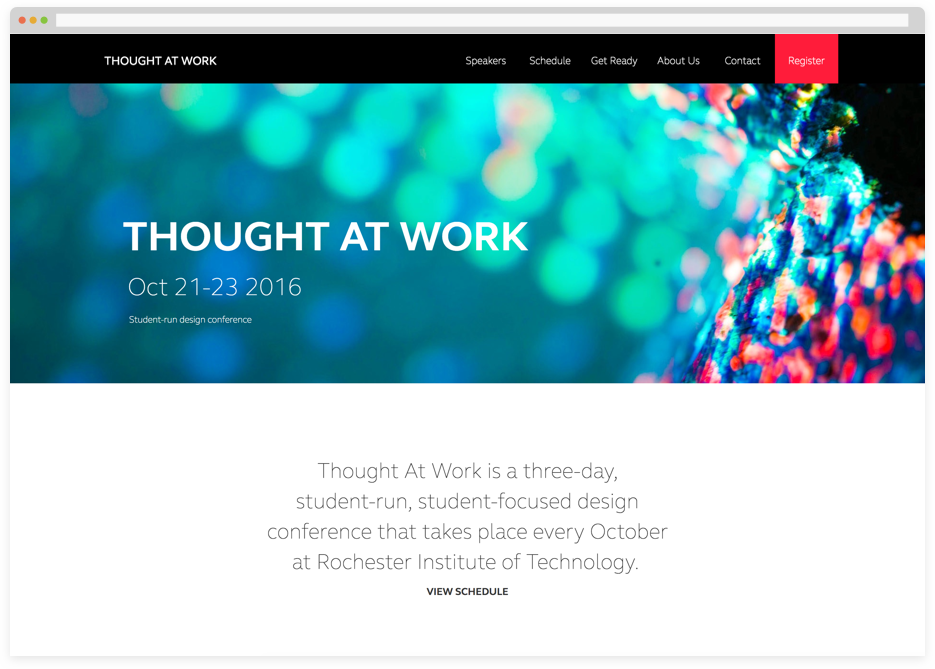 THOUGHT AT WORK
Speakers Schedule Get Ready About Us Contact Register
THOUGHT AT WORK
Oct 21-23 2016
Student-run design conference
Thought At Work is a three-day,
student-run, student-focused design
conference that takes place every October
at Rochester Institute of Technology.
VIEW SCHEDULE